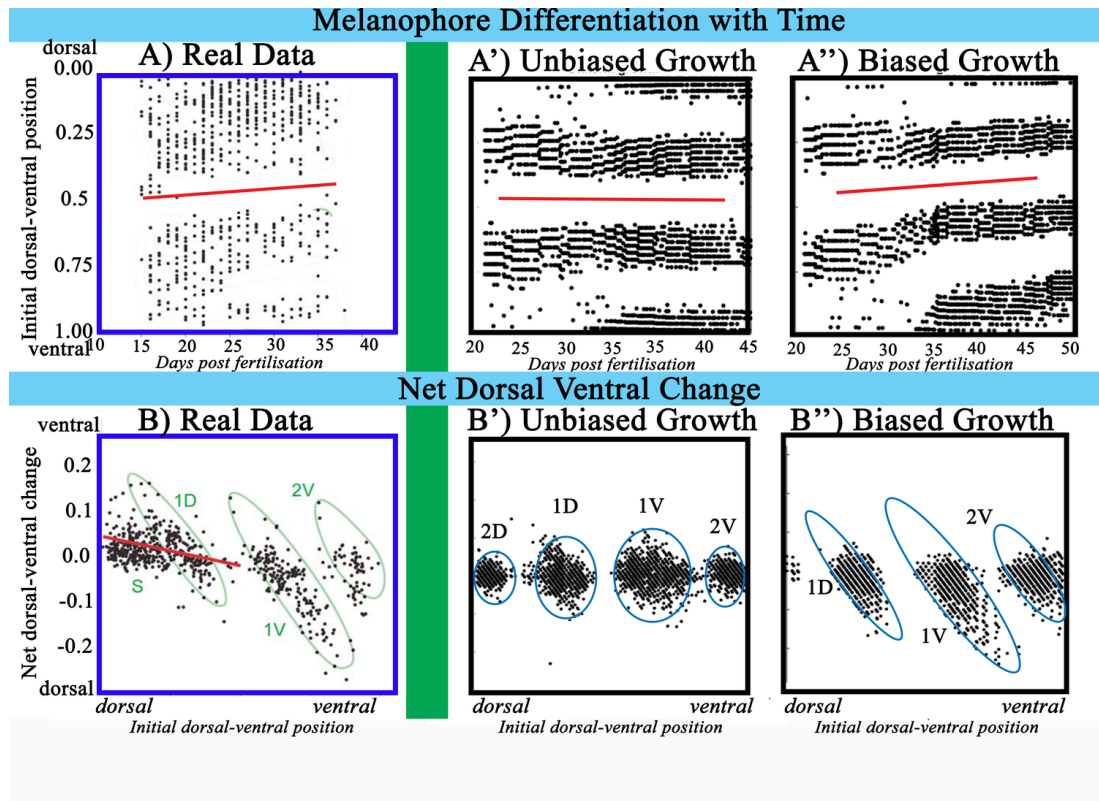 Melanophore Differentiation with Time
A) Real Data
A') Unbiased Growth
A'') Biased Growth
Initial dorsal-ventral position
dorsal
0.00
0.25
0.5
0.75
1.00
ventral
10 15 20 25 30 35 40
Days post fertilisation
20 25 30 35 40 45
Days post fertilisation
20 25 30 35 40 45 50
Days post fertilisation
Net Dorsal Ventral Change
B) Real Data
B') Unbiased Growth
B'') Biased Growth
Net dorsal-ventral change
ventral
0.2
0.1
0.0
-0.1
-0.2
dorsal
1D
2V
S
1V
dorsal ventral
Initial dorsal-ventral position
2D
1D
1V
2V
dorsal ventral
Initial dorsal-ventral position
2V
1D
1V
dorsal ventral
Initial dorsal-ventral position